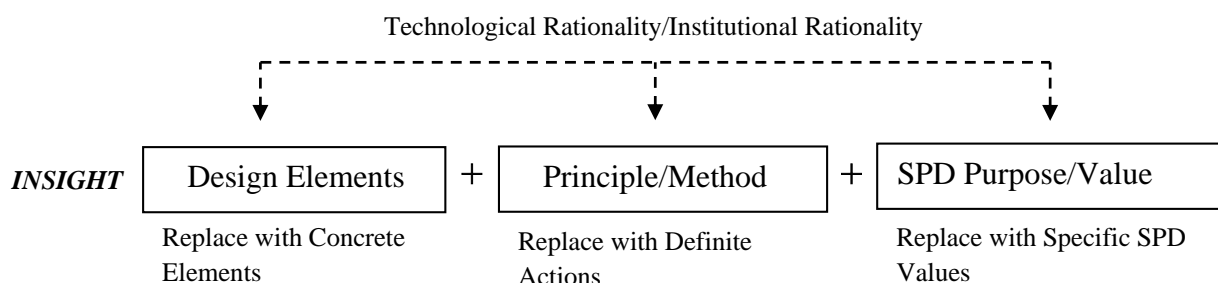 Technological Rationality/Institutional Rationality
INSIGHT Design Elements + Principle/Method + SPD Purpose/Value
Replace with Concrete
Elements
Replace with Definite
Actions
Replace with Specific SPD
Values